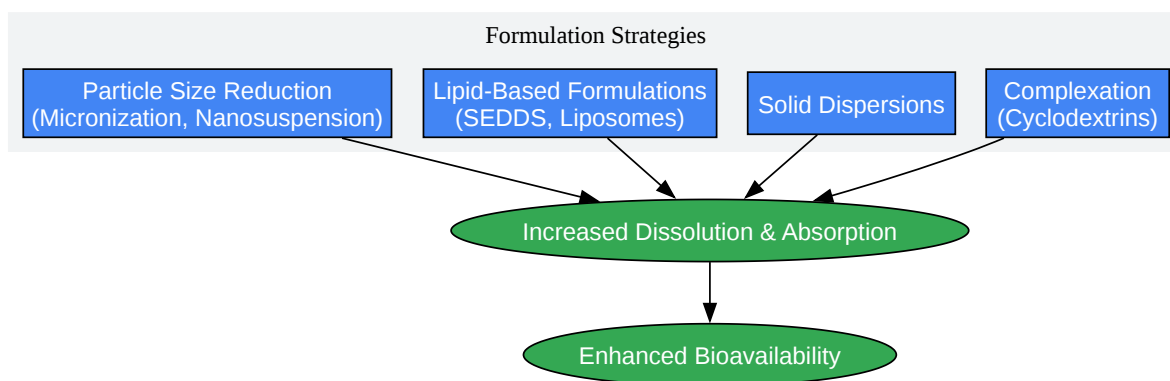 Formulation Strategies
Particle Size Reduction
(Micronization, Nanosuspension)
Lipid-Based Formulations
(SEDDS, Liposomes)
Solid Dispersions
Complexation
(Cyclodextrins)
Increased Dissolution & Absorption
Enhanced Bioavailability